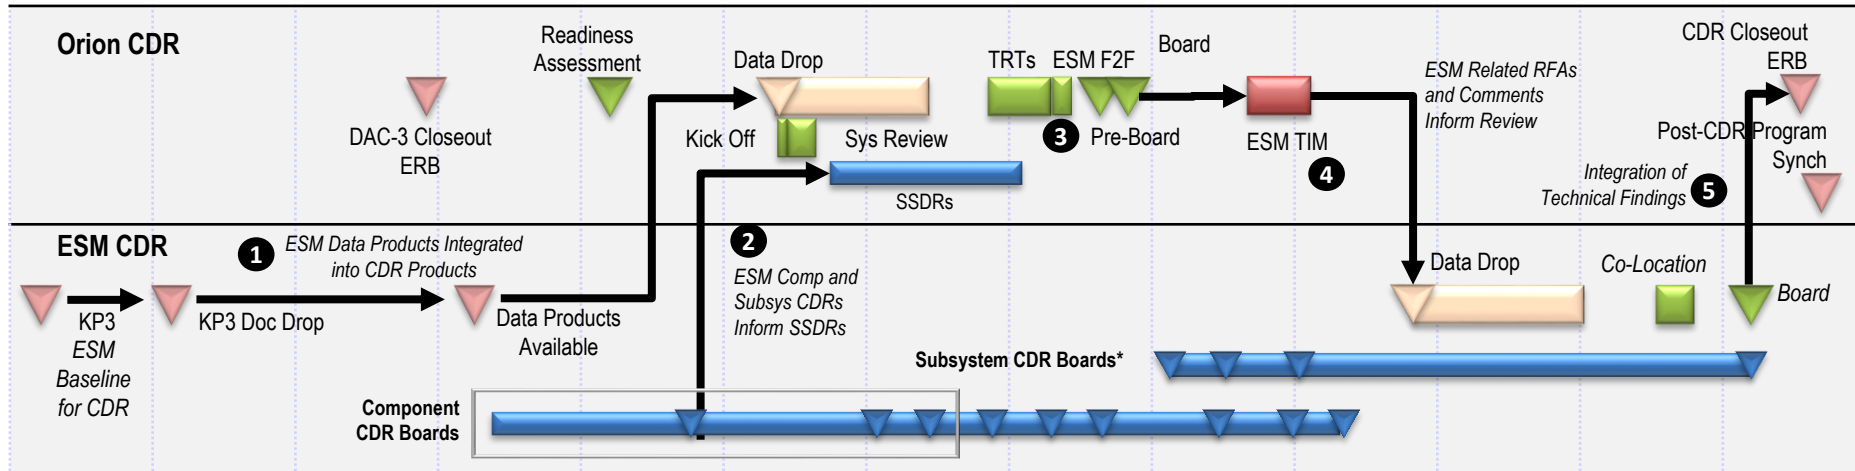 Orion CDR
DAC-3 Closeout
ERB
Readiness
Assessment
Data Drop
Kick Off
Sys Review
SSDRs
TRTs
ESM F2F
Board
3
Pre-Board
ESM TIM
4
ESM Related RFAs
and Comments
Inform Review
CDR Closeout
ERB
Post-CDR Program
Synch
Integration of
Technical Findings
5
ESM CDR
1
ESM Data Products Integrated
into CDR Products
2
ESM Comp and
Subsys CDRs
Inform SSDRs
KP3
ESM
Baseline
for CDR
KP3 Doc Drop
Data Products
Available
Data Drop
Co-Location
Board
Subsystem CDR Boards*
Component
CDR Boards